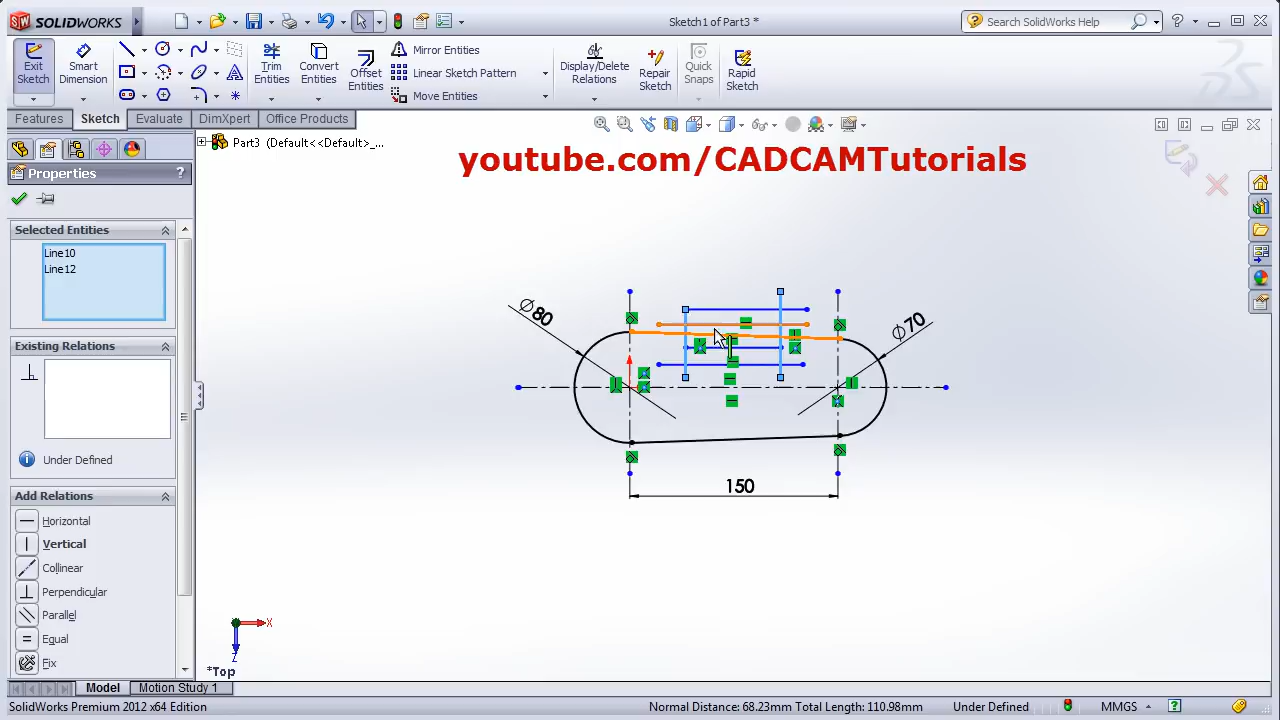 SOLIDWORKS
Sketch1 of Part3 *
Search SolidWorks Help
Exit Sketch
Smart Dimension
Trim Entities
Convert Entities
Offset Entities
Mirror Entities
Linear Sketch Pattern
Move Entities
Display/Delete Relations
Repair Sketch
Quick Snaps
Rapid Sketch
Features
Sketch
Evaluate
DimXpert
Office Products
Part3 (Default<<Default>_...
youtube.com/CADCAMTutorials
Properties
?
Selected Entities
Line10
Line12
Existing Relations
Under Defined
Add Relations
Horizontal
Vertical
Collinear
Perpendicular
Parallel
Equal
Fix
∅80
∅70
150
X
Z
*Top
Model
Motion Study 1
SolidWorks Premium 2012 x64 Edition
Normal Distance: 68.23mm Total Length: 110.98mm
Under Defined
MMGS